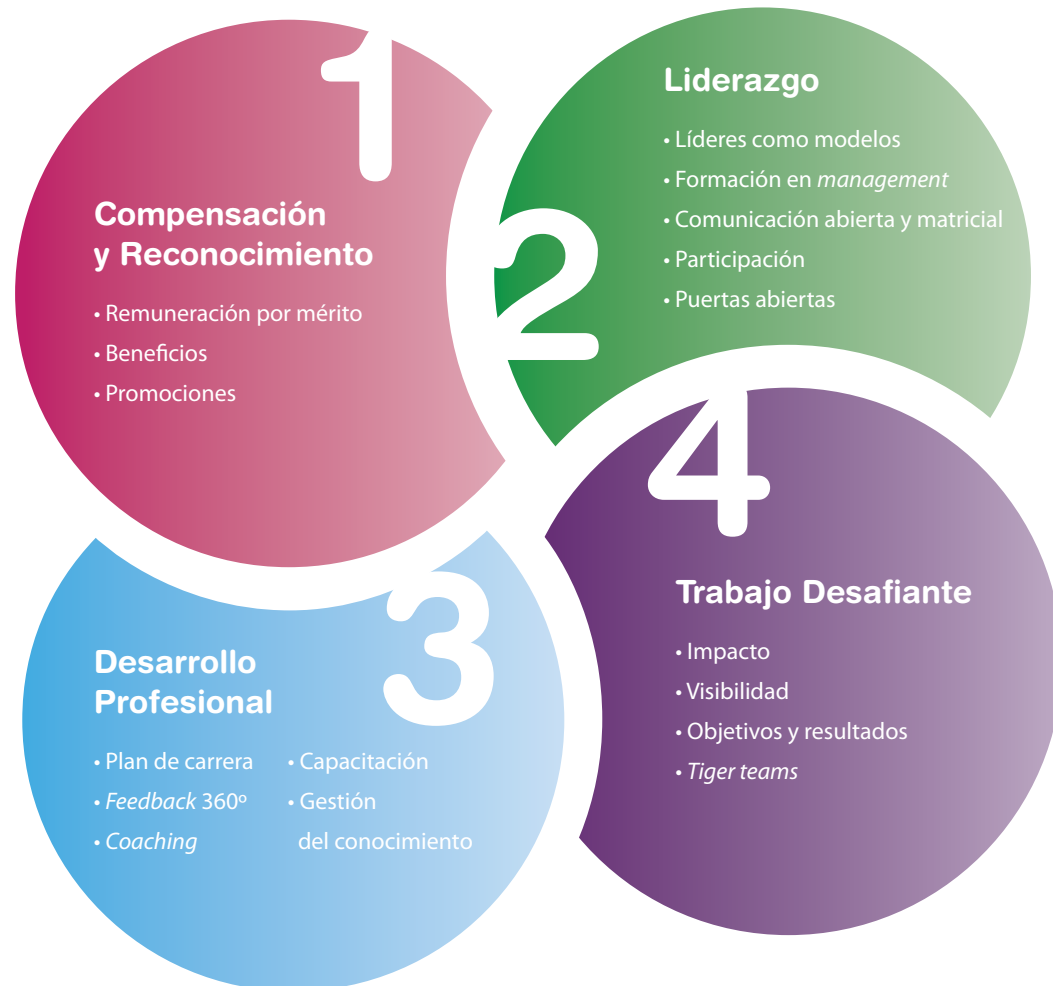 1
Compensación
y Reconocimiento
• Remuneración por mérito
• Beneficios
• Promociones
2
Liderazgo
• Líderes como modelos
• Formación en management
• Comunicación abierta y matricial
• Participación
• Puertas abiertas
3
Desarrollo
Profesional
• Plan de carrera
• Feedback 360º
• Coaching
• Capacitación
• Gestión
del conocimiento
4
Trabajo Desafiante
• Impacto
• Visibilidad
• Objetivos y resultados
• Tiger teams